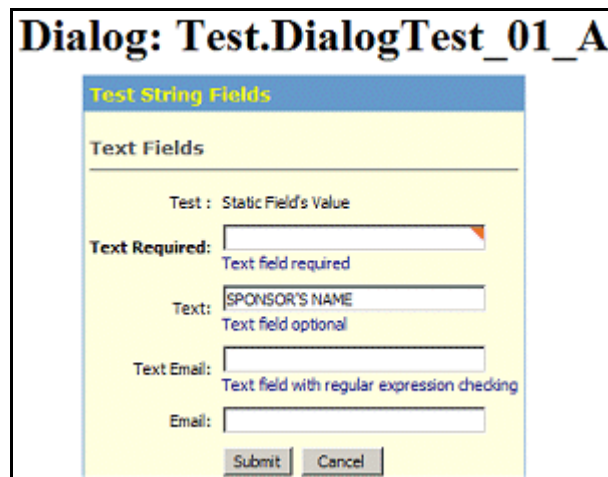 Dialog: Test.DialogTest_01_A
Test String Fields
Text Fields
Test : Static Field's Value
Text Required:
Text field required
Text: SPONSOR'S NAME
Text field optional
Text Email:
Text field with regular expression checking
Email:
Submit Cancel